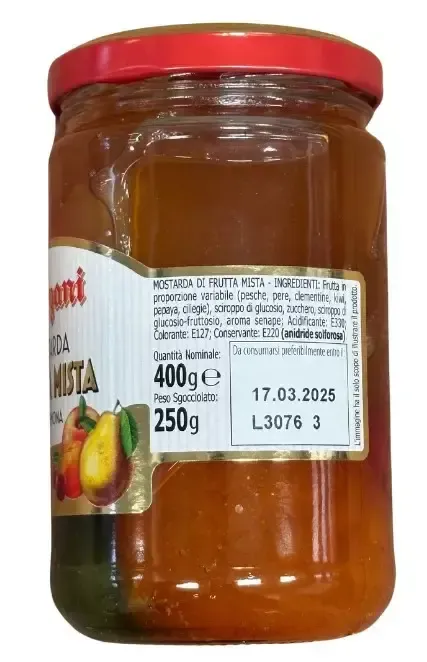 MOSTARDA DI FRUTTA MISTA - INGREDIENTI: Frutta in
proporzione variabile (pesche, pere, clementine, kiwi,
papaya, ciliegie), sciroppo di glucosio, zucchero, sciroppo di
glucosio-fruttosio, aroma senape; Acidificante: E330;
Colorante: E127; Conservante: E220 (anidride solforosa)
Quantità Nominale:
400g ℮
Peso Sgocciolato:
250g
Da consumarsi preferibilmente entro il
17.03.2025
L3076 3
L'immagine ha il solo scopo di illustrare il prodotto.
ARDA
MISTA